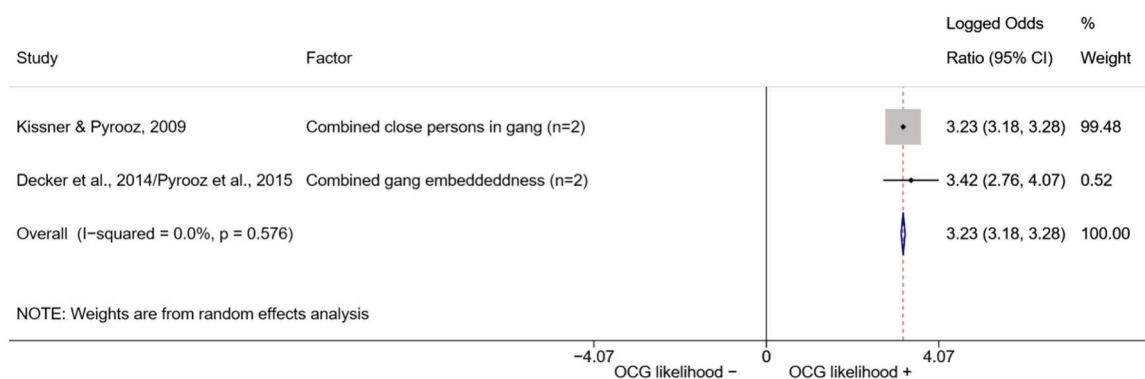 Logged Odds %
Study Factor Ratio (95% CI) Weight
Kissner & Pyrooz, 2009 Combined close persons in gang (n=2) 3.23 (3.18, 3.28) 99.48
Decker et al., 2014/Pyrooz et al., 2015 Combined gang embeddeddness (n=2) 3.42 (2.76, 4.07) 0.52
Overall (I−squared = 0.0%, p = 0.576) 3.23 (3.18, 3.28) 100.00
NOTE: Weights are from random effects analysis
−4.07 0 4.07
OCG likelihood − OCG likelihood +